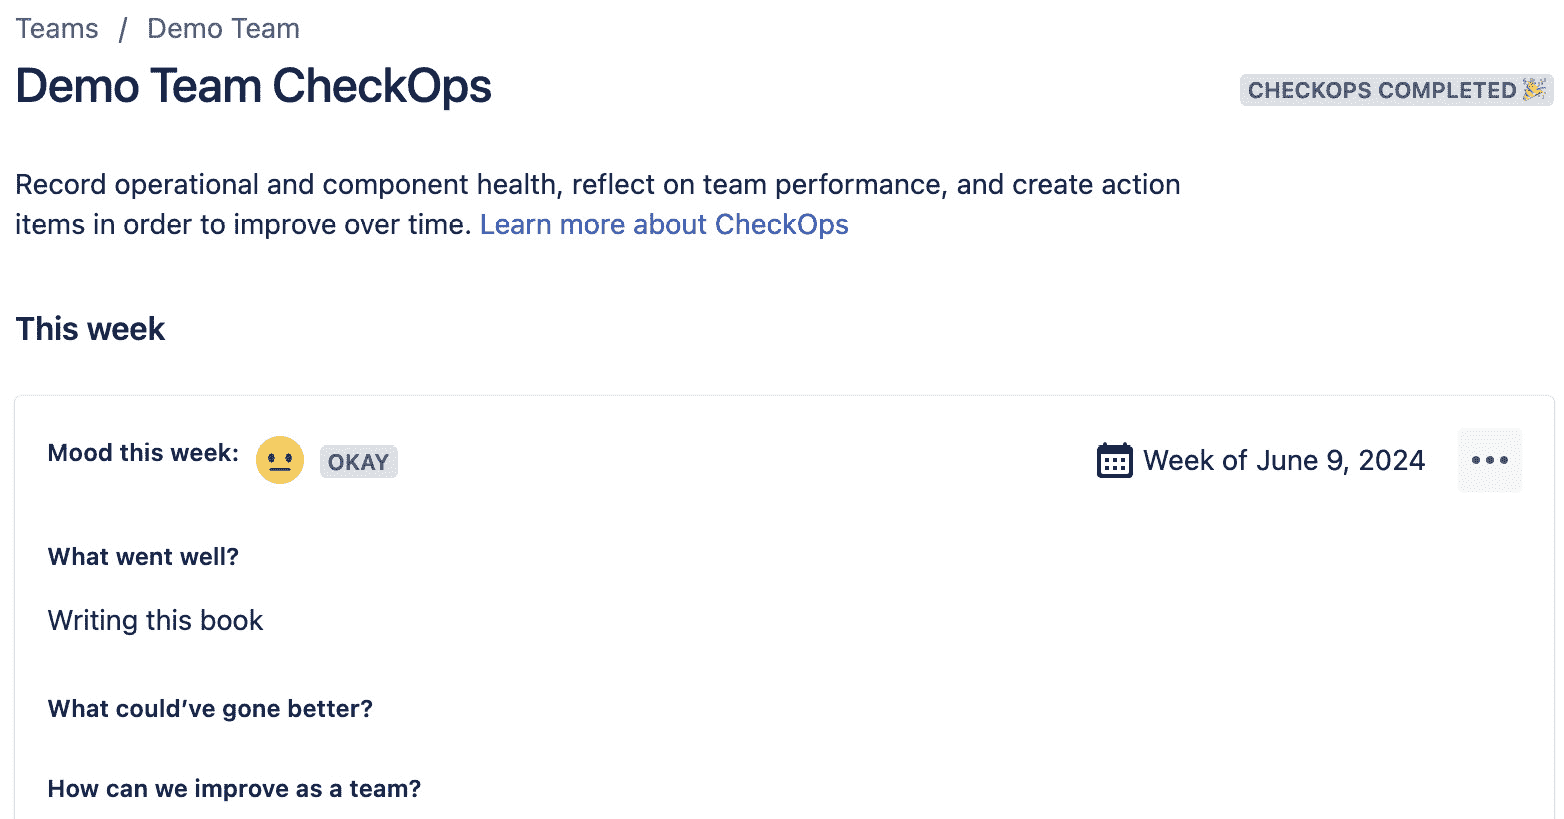 Teams / Demo Team
Demo Team CheckOps
CHECKOPS COMPLETED 🎉
Record operational and component health, reflect on team performance, and create action
items in order to improve over time. Learn more about CheckOps
This week
Mood this week: 😐 OKAY
Week of June 9, 2024
What went well?
Writing this book
What could’ve gone better?
How can we improve as a team?